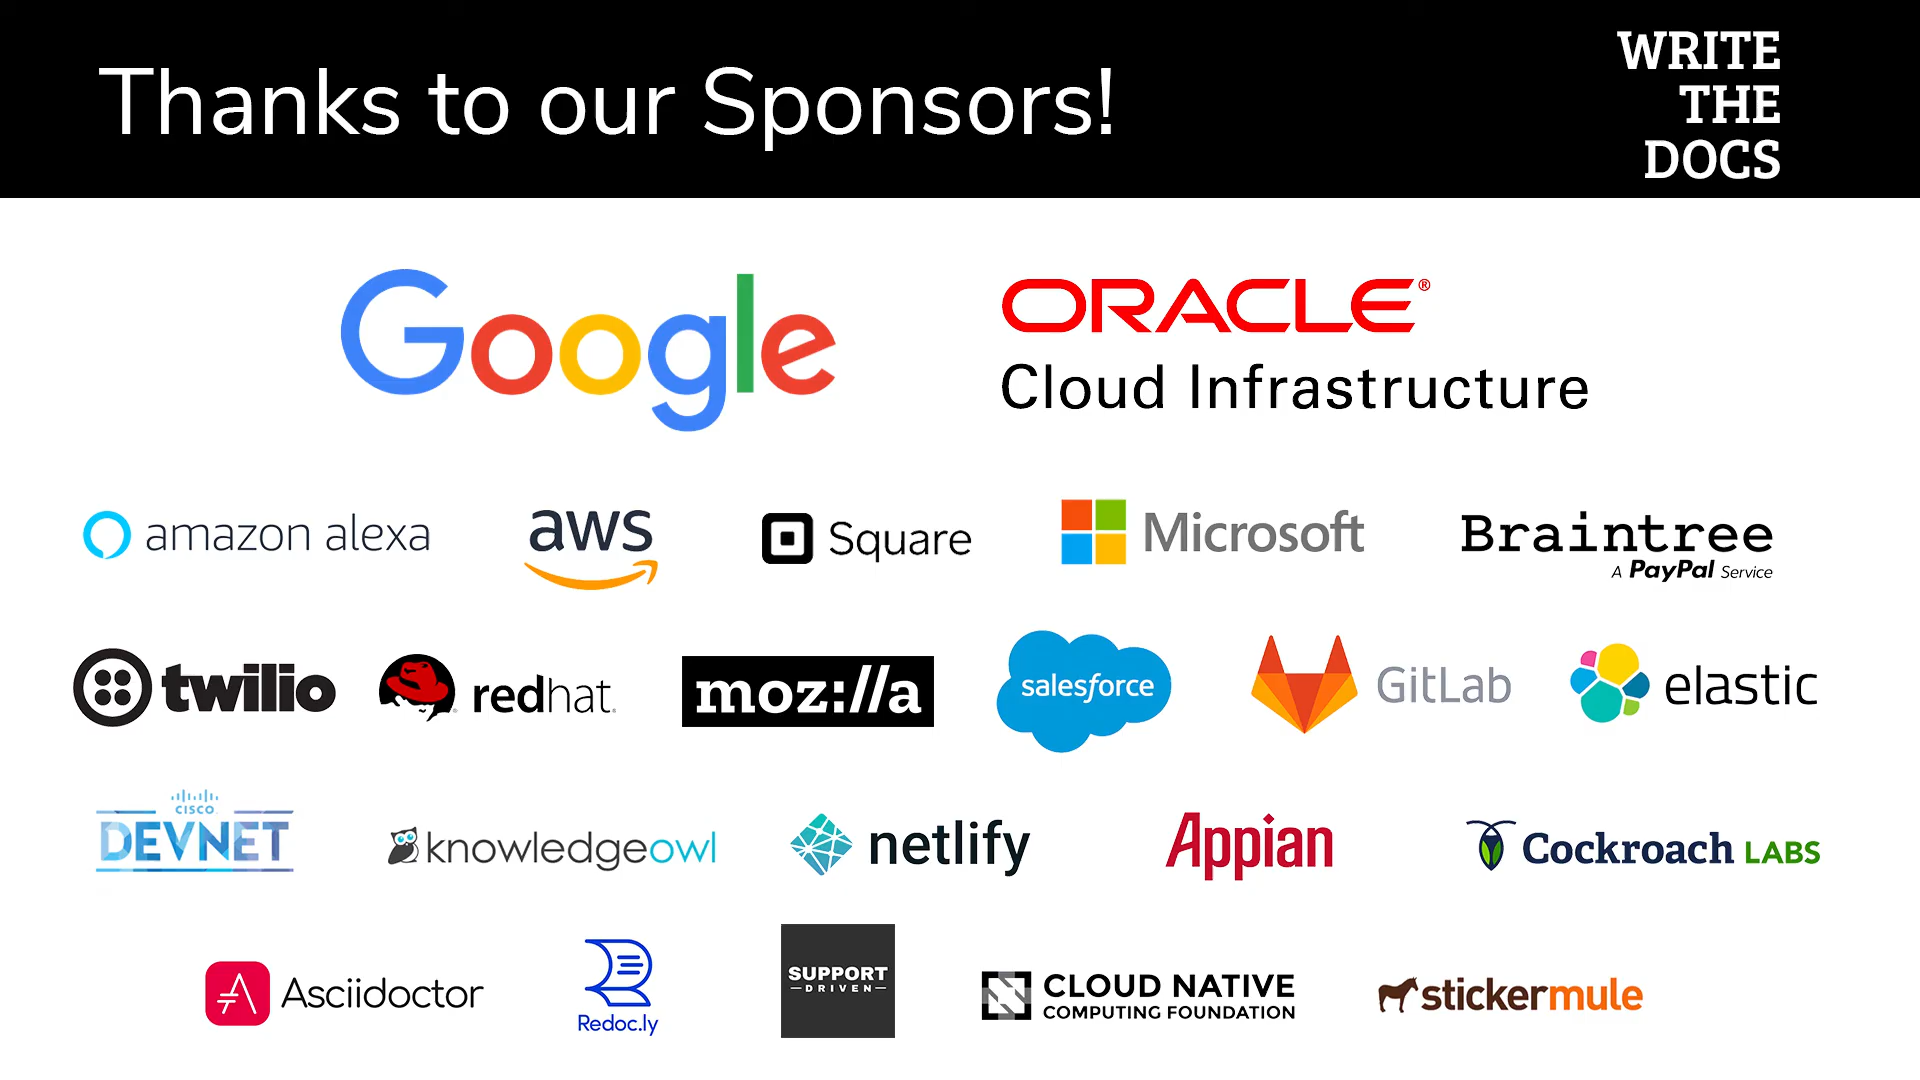 Thanks to our Sponsors!
WRITE
THE
DOCS
Google
ORACLE®
Cloud Infrastructure
amazon alexa
aws
Square
Microsoft
Braintree
A PayPal Service
twilio
redhat.
moz://a
salesforce
GitLab
elastic
CISCO
DEVNET
knowledgeowl
netlify
Appian
Cockroach LABS
Asciidoctor
Redoc.ly
SUPPORT
DRIVEN
CLOUD NATIVE
COMPUTING FOUNDATION
stickermule